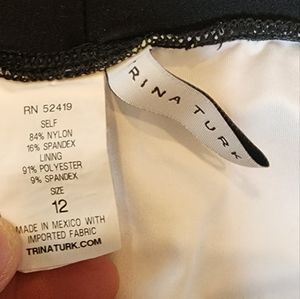 RN 52419
SELF
84% NYLON
16% SPANDEX
LINING
91% POLYESTER
9% SPANDEX
SIZE
12
MADE IN MEXICO WITH
IMPORTED FABRIC
TRINATURK.COM
TRINA TURK